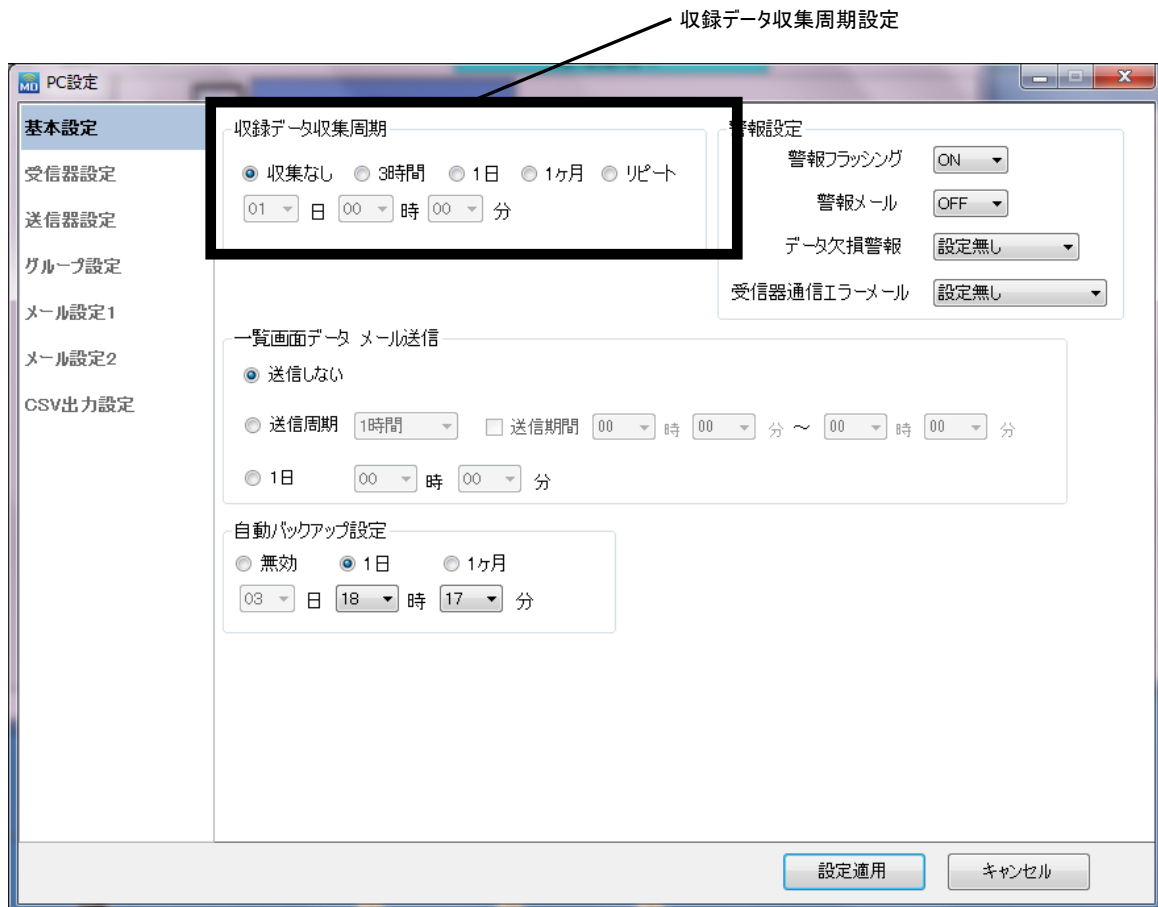 収録データ収集周期設定
MD PC設定
基本設定
受信器設定
送信器設定
グループ設定
メール設定1
メール設定2
CSV出力設定
収録データ収集周期
収集なし 3時間 1日 1ヶ月 リピート
01 日 00 時 00 分
警報設定
警報フラッシング ON
警報メール OFF
データ欠損警報 設定無し
受信器通信エラーメール 設定無し
一覧画面データ メール送信
送信しない
送信周期 1時間 送信期間 00 時 00 分 ～ 00 時 00 分
1日 00 時 00 分
自動バックアップ設定
無効 1日 1ヶ月
03 日 18 時 17 分
設定適用 キャンセル